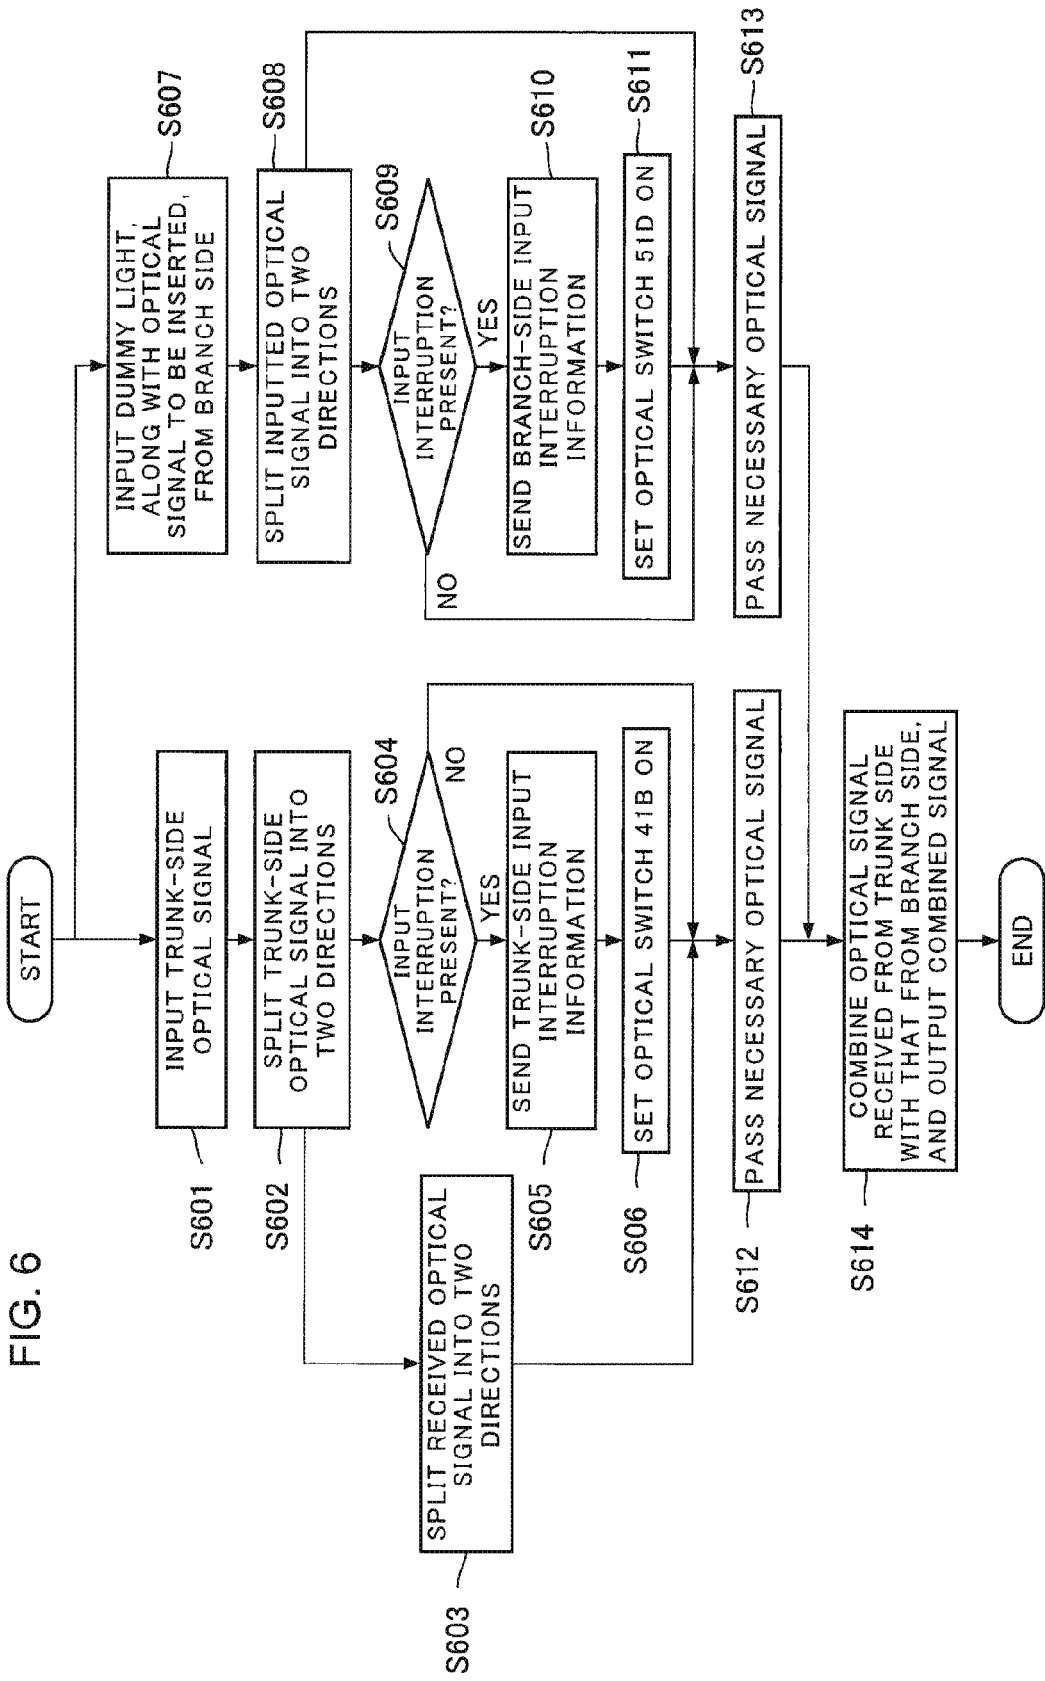 FIG. 6
START
INPUT TRUNK-SIDE
OPTICAL SIGNAL
S601
SPLIT TRUNK-SIDE
OPTICAL SIGNAL INTO
TWO DIRECTIONS
S602
SPLIT RECEIVED OPTICAL
SIGNAL INTO TWO
DIRECTIONS
S603
INPUT
INTERRUPTION
PRESENT?
S604
NO
YES
SEND TRUNK-SIDE INPUT
INTERRUPTION
INFORMATION
S605
SET OPTICAL SWITCH 41B ON
S606
INPUT DUMMY LIGHT,
ALONG WITH OPTICAL
SIGNAL TO BE INSERTED,
FROM BRANCH SIDE
S607
SPLIT INPUTTED OPTICAL
SIGNAL INTO TWO
DIRECTIONS
S608
INPUT
INTERRUPTION
PRESENT?
S609
NO
YES
SEND BRANCH-SIDE INPUT
INTERRUPTION
INFORMATION
S610
SET OPTICAL SWITCH 51D ON
S611
PASS NECESSARY OPTICAL SIGNAL
S612
PASS NECESSARY OPTICAL SIGNAL
S613
COMBINE OPTICAL SIGNAL
RECEIVED FROM TRUNK SIDE
WITH THAT FROM BRANCH SIDE,
AND OUTPUT COMBINED SIGNAL
S614
END